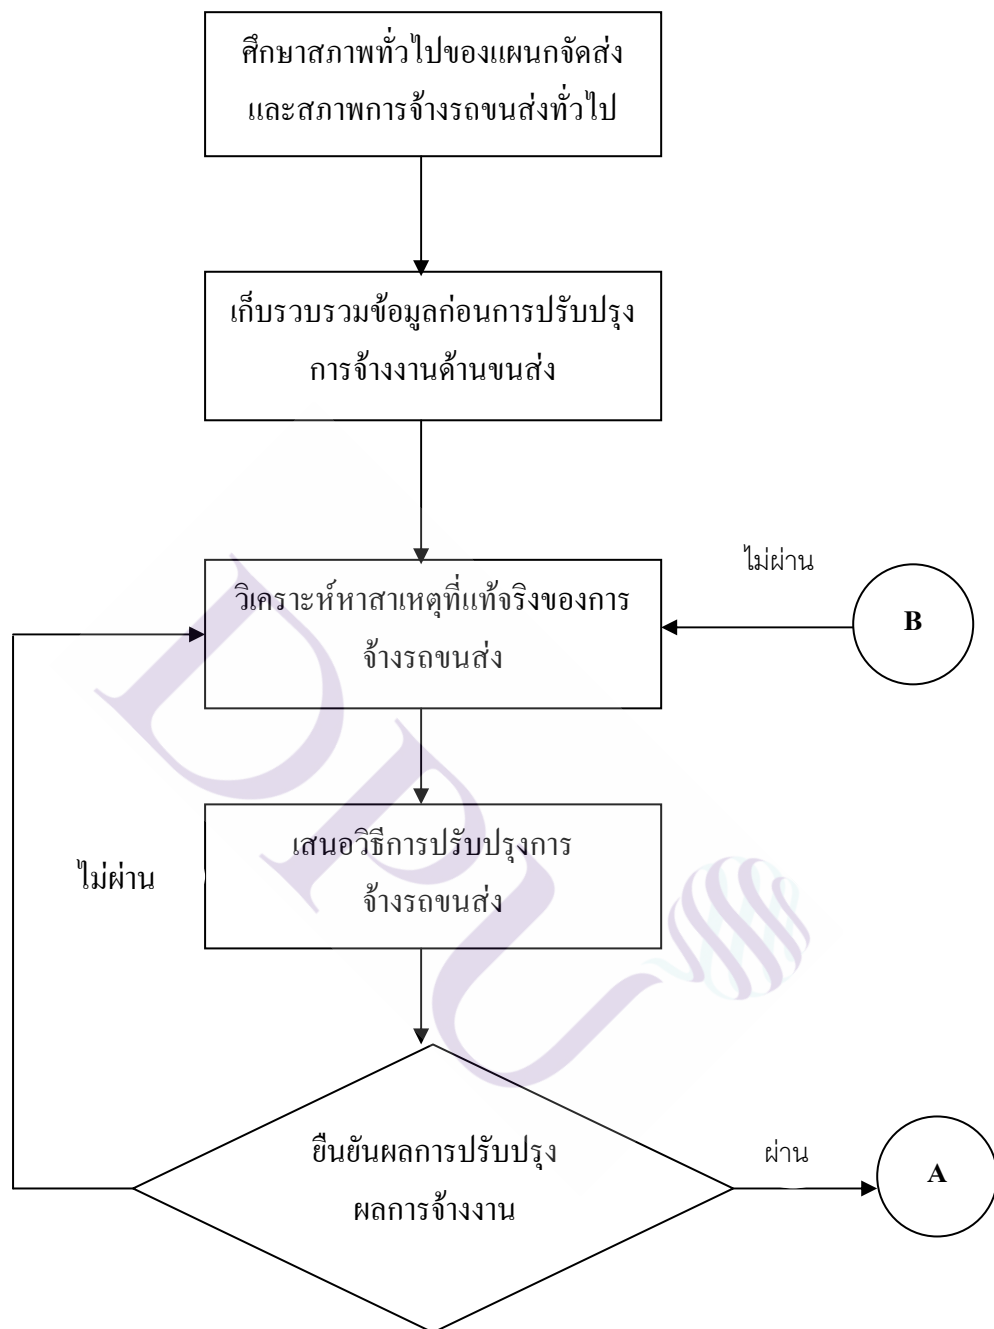 ศึกษาสภาพทั่วไปของแผนกจัดส่ง
และสภาพการจ้างรถขนส่งทั่วไป
เก็บรวบรวมข้อมูลก่อนการปรับปรุง
การจ้างงานด้านขนส่ง
ไม่ผ่าน
B
วิเคราะห์หาสาเหตุที่แท้จริงของการ
จ้างรถขนส่ง
เสนอวิธีการปรับปรุงการ
จ้างรถขนส่ง
ไม่ผ่าน
ยืนยันผลการปรับปรุง
ผลการจ้างงาน
ผ่าน
A
DPU